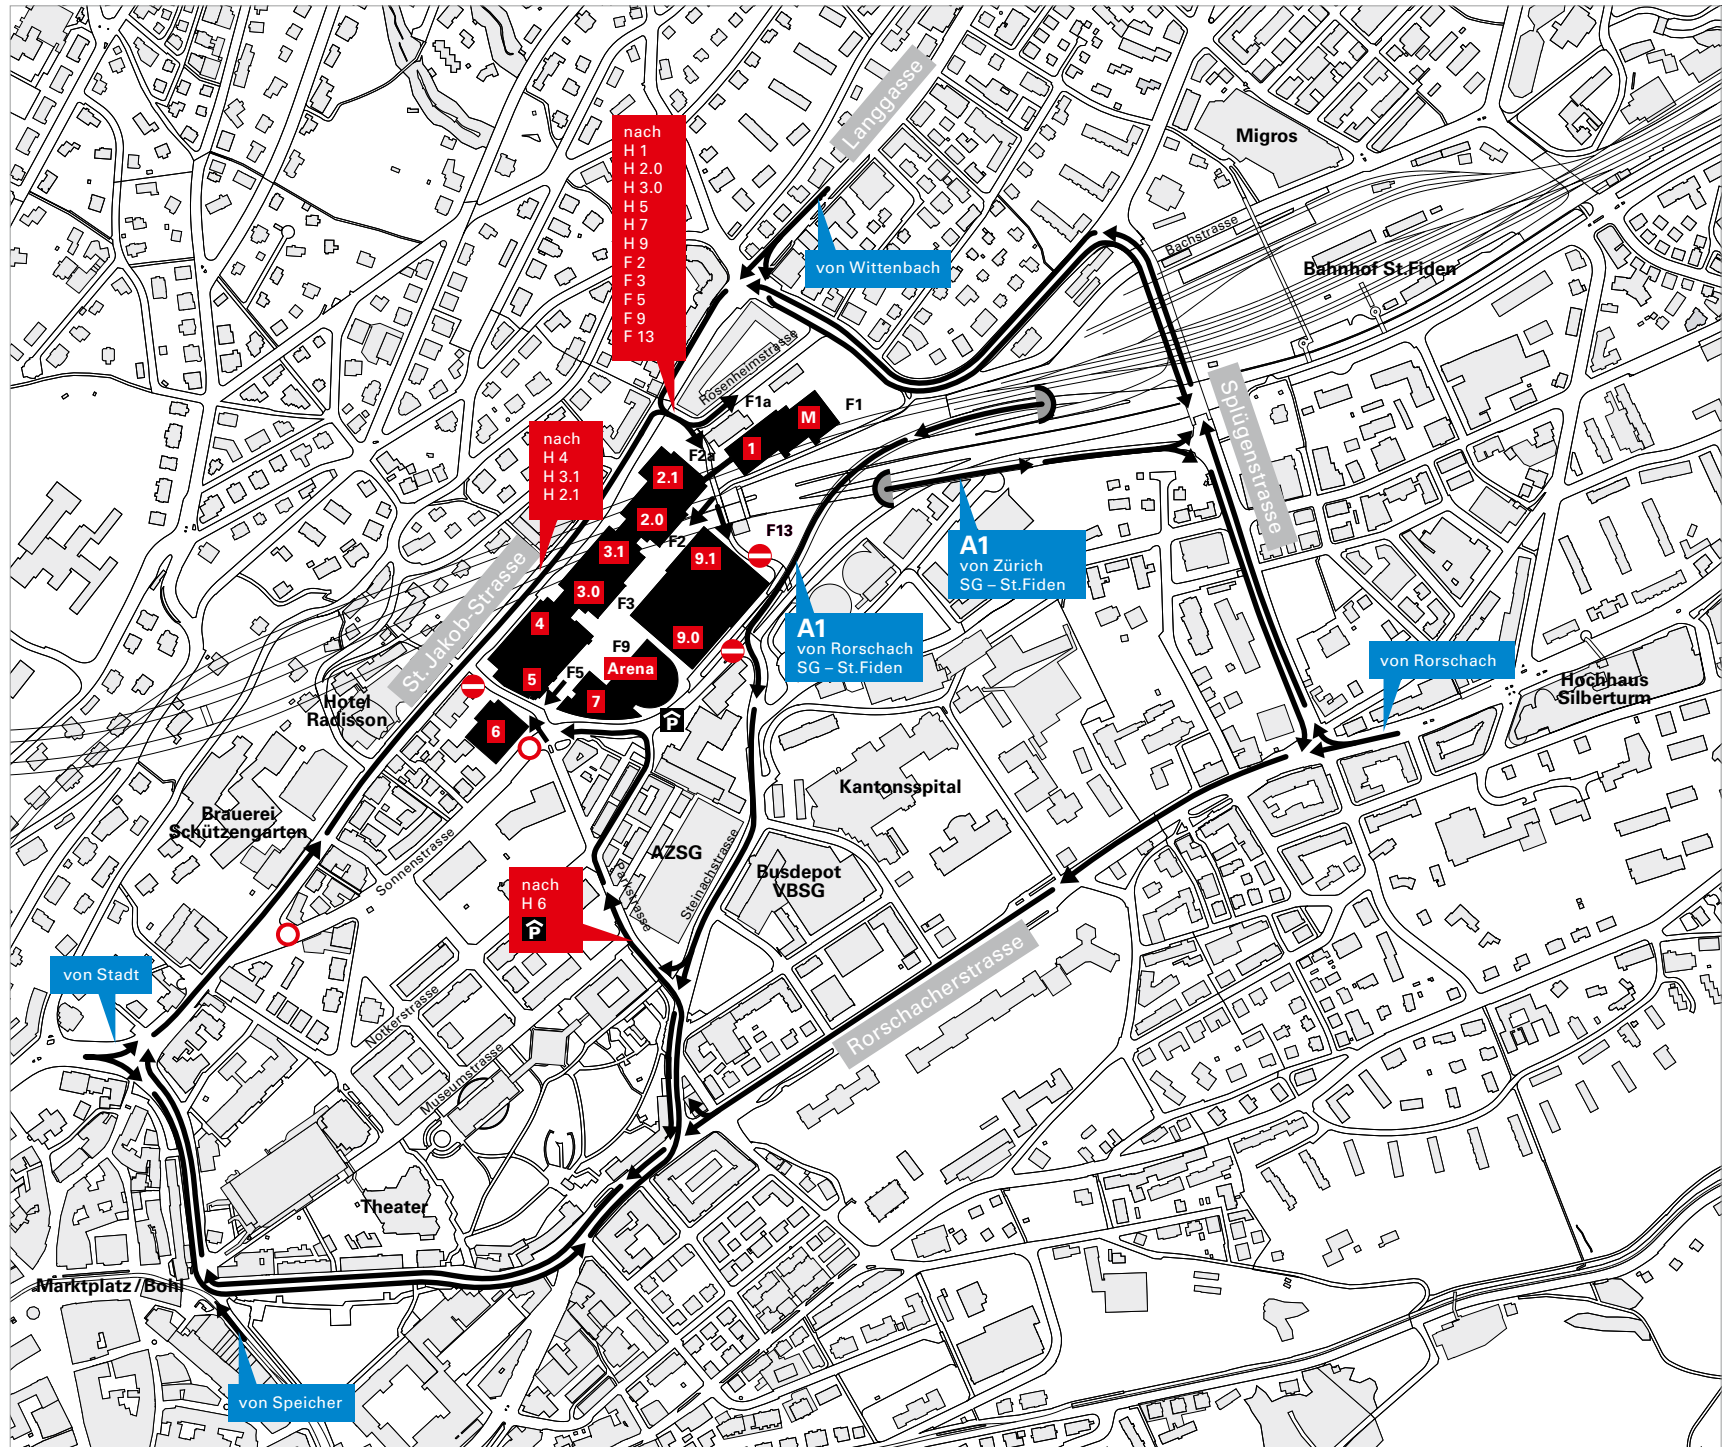 Langgasse
nach
H 1
H 2.0
H 3.0
H 5
H 7
H 9
F 2
F 3
F 5
F 9
F 13
Migros
Bachstrasse
von Wittenbach
Bahnhof St.Fiden
Rosenheimstrasse
Splügenstrasse
F1a
M
F1
1
nach
H 4
H 3.1
H 2.1
F2a
2.1
2.0
F13
3.1
F2
9.1
A1
von Zürich
SG – St.Fiden
3.0
F3
St.Jakob-Strasse
4
9.0
A1
von Rorschach
SG – St.Fiden
F9
Arena
von Rorschach
5
F5
7
Hotel
Radisson
Hochhaus
Silberturm
6
P
Kantonsspital
Brauerei
Schützengarten
Sonnenstrasse
AZSG
Steinachstrasse
Parkstrasse
Busdepot
VBSG
nach
H 6
P
Rorschacherstrasse
von Stadt
Notkerstrasse
Museumstrasse
Theater
Marktplatz/Bohl
von Speicher